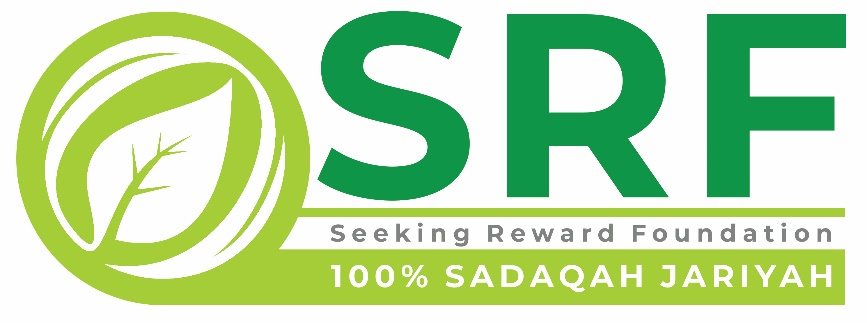 SRF
Seeking Reward Foundation
100% SADAQAH JARIYAH